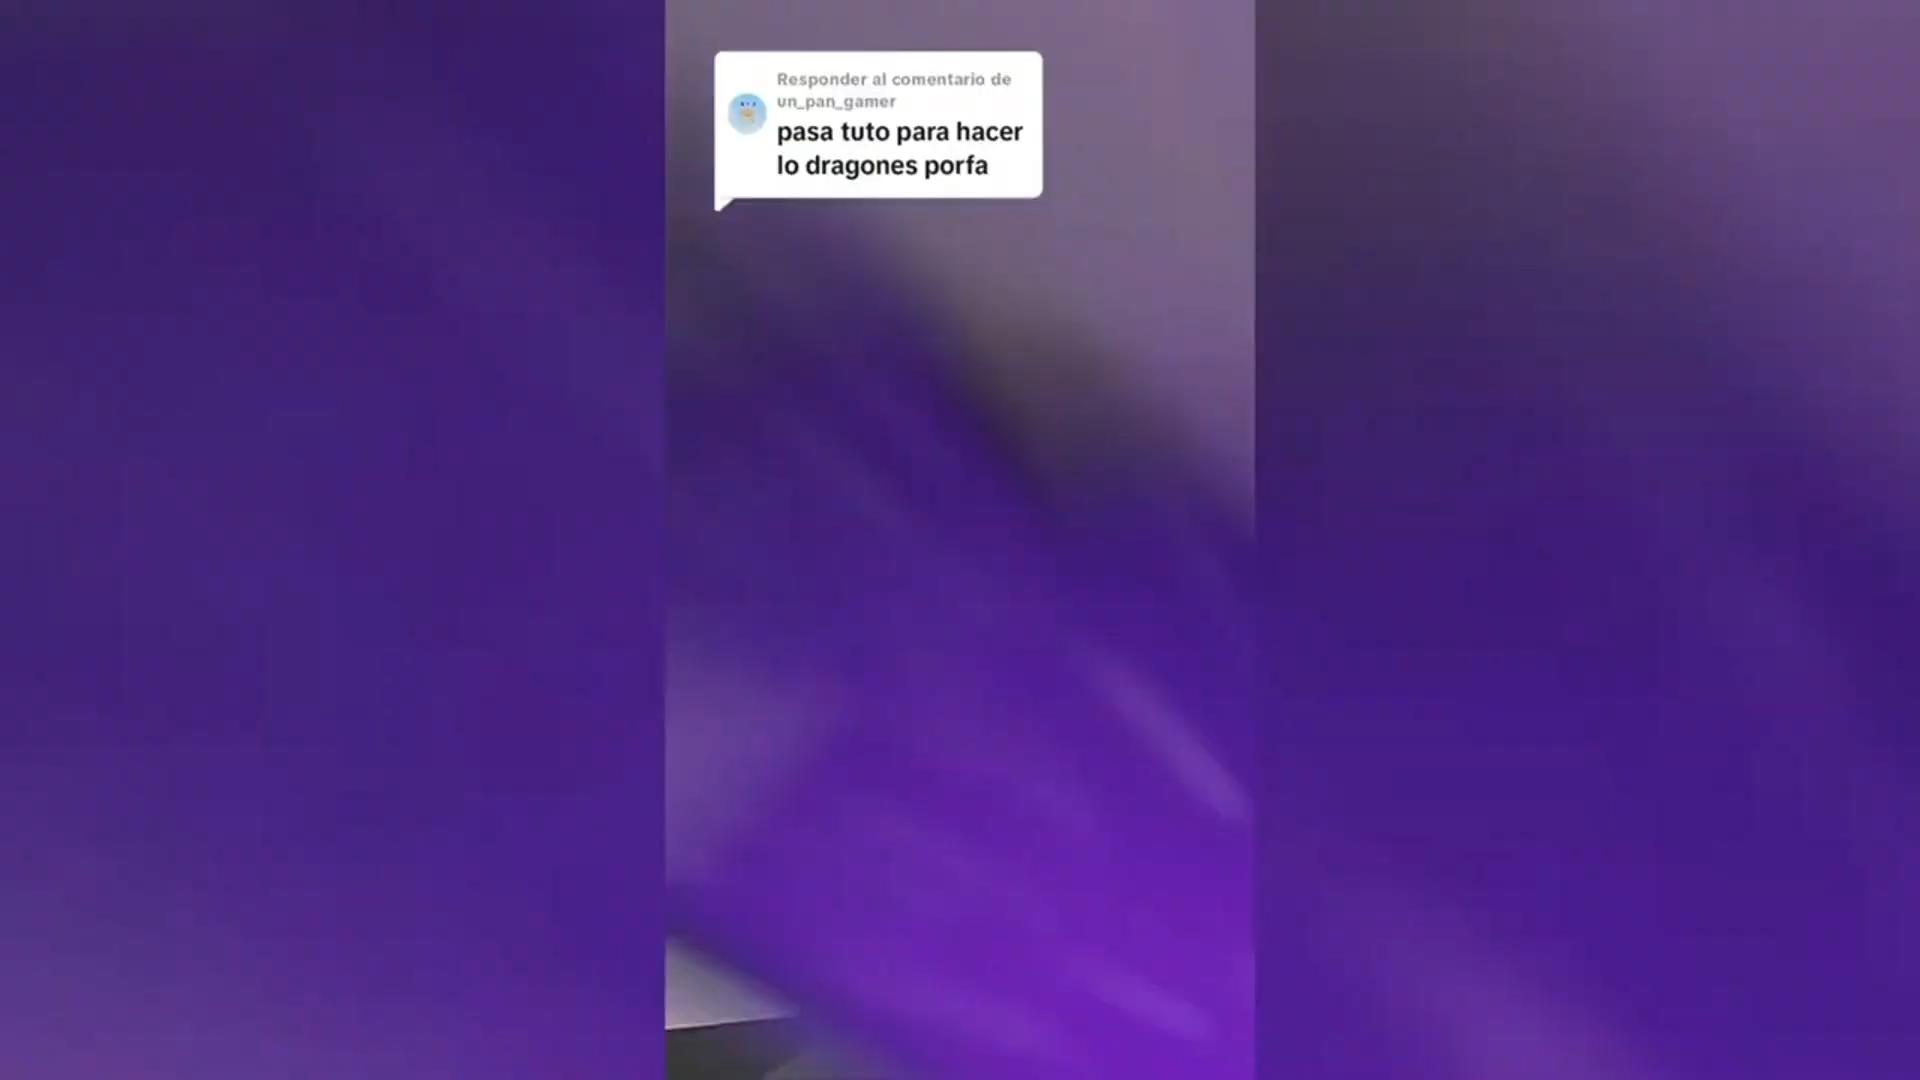 Responder al comentario de
un_pan_gamer
pasa tuto para hacer
lo dragones porfa